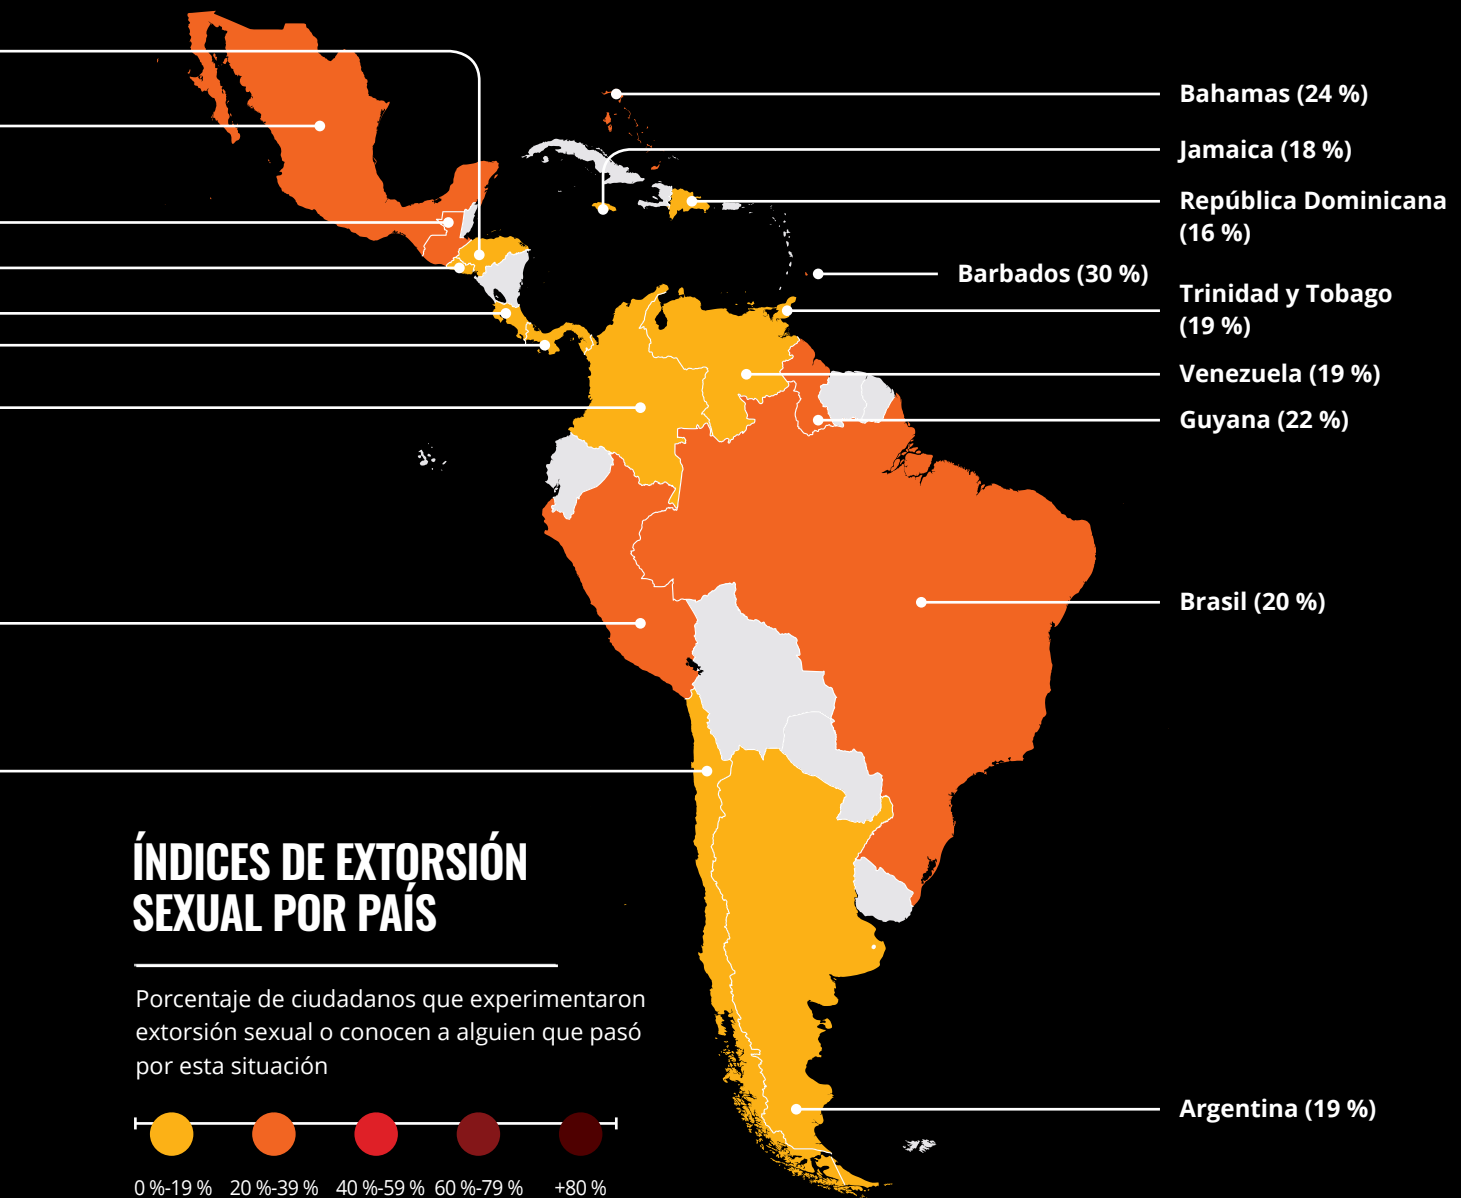 Bahamas (24 %)
Jamaica (18 %)
República Dominicana
(16 %)
Barbados (30 %)
Trinidad y Tobago
(19 %)
Venezuela (19 %)
Guyana (22 %)
Brasil (20 %)
Argentina (19 %)
ÍNDICES DE EXTORSIÓN
SEXUAL POR PAÍS
Porcentaje de ciudadanos que experimentaron
extorsión sexual o conocen a alguien que pasó
por esta situación
0 %-19 % 20 %-39 % 40 %-59 % 60 %-79 % +80 %